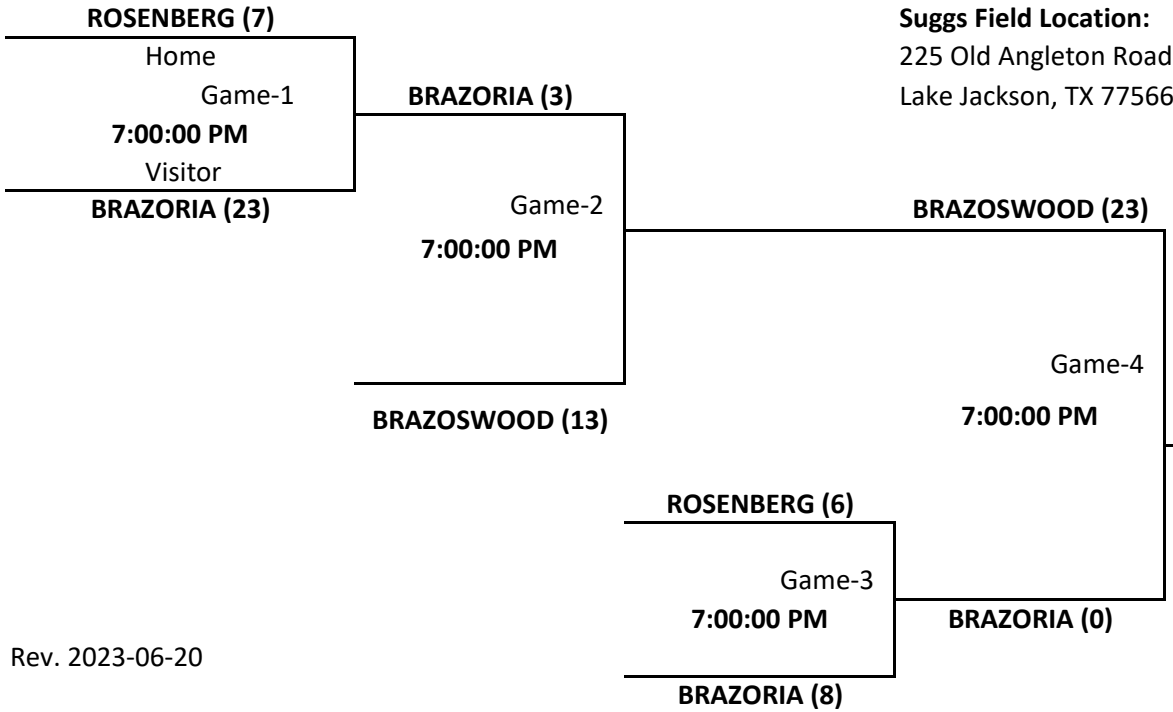 ROSENBERG (7)
Suggs Field Location:
Home
225 Old Angleton Road
Game-1
BRAZORIA (3)
Lake Jackson, TX 77566
7:00:00 PM
Visitor
BRAZORIA (23)
Game-2
BRAZOSWOOD (23)
7:00:00 PM
Game-4
BRAZOSWOOD (13)
7:00:00 PM
ROSENBERG (6)
Game-3
7:00:00 PM
BRAZORIA (0)
Rev. 2023-06-20
BRAZORIA (8)